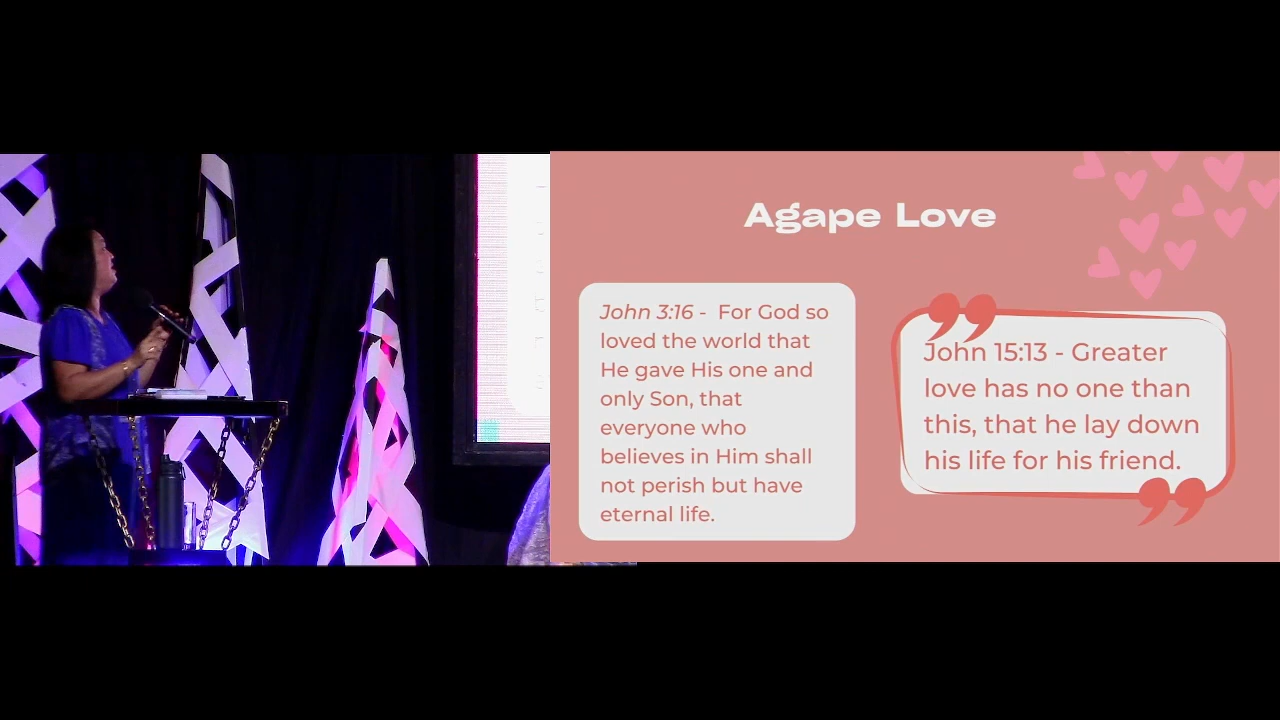 Agape Love
John 3:16 -  For God so
loved the world that
He gave His one and
only Son, that
everyone who
believes in Him shall
not perish but have
eternal life.
John 15:13 - Greater
love has no one than
this, that he lay down
his life for his friend.